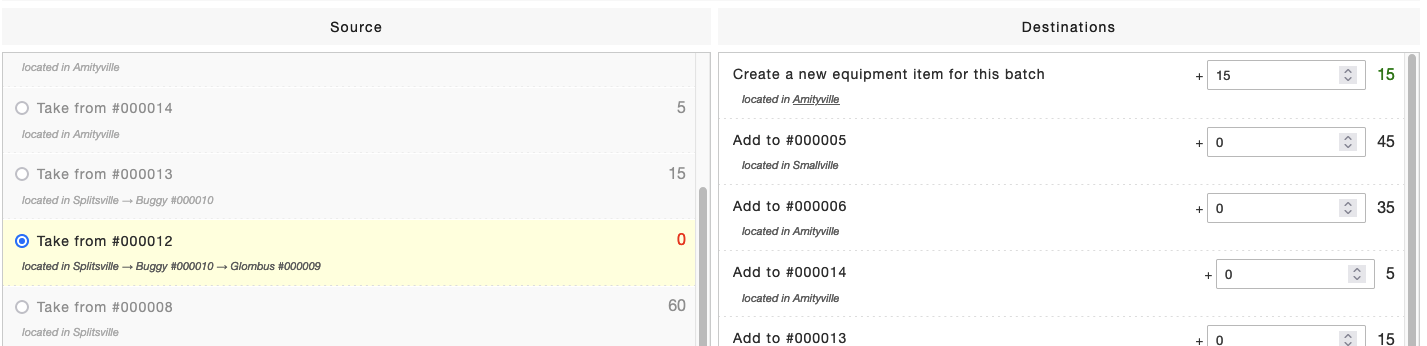 Source
located in Amityville
Take from #000014 5
located in Amityville
Take from #000013 15
located in Splitsville → Buggy #000010
Take from #000012 0
located in Splitsville → Buggy #000010 → Glombus #000009
Take from #000008 60
located in Splitsville
Destinations
Create a new equipment item for this batch + 15 15
located in Amityville
Add to #000005 + 0 45
located in Smallville
Add to #000006 + 0 35
located in Amityville
Add to #000014 + 0 5
located in Amityville
Add to #000013 + 0 15